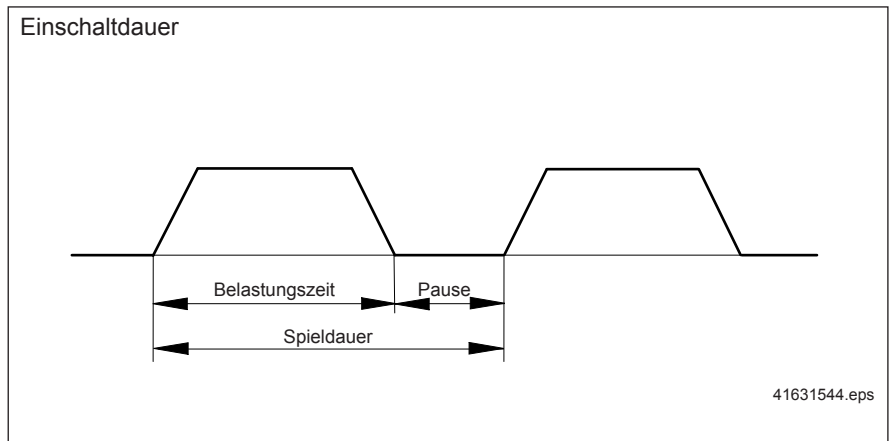 Einschaltdauer
Belastungszeit
Pause
Spieldauer
41631544.eps